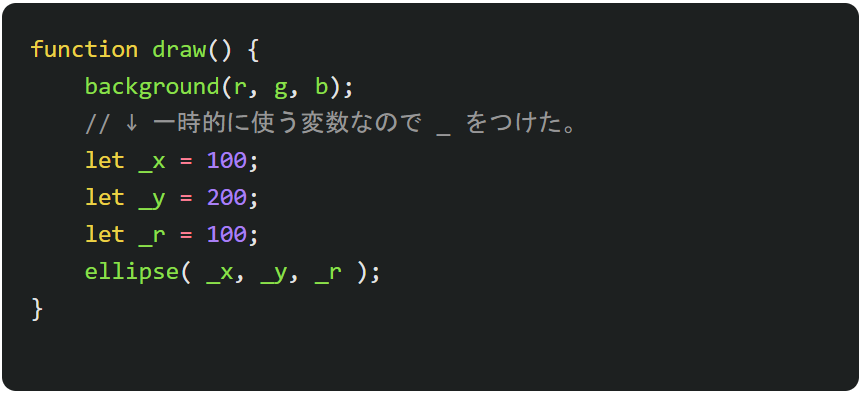 function draw() {
    background(r, g, b);
    // ↓ 一時的に使う変数なので _ をつけた。
    let _x = 100;
    let _y = 200;
    let _r = 100;
    ellipse( _x, _y, _r );
}